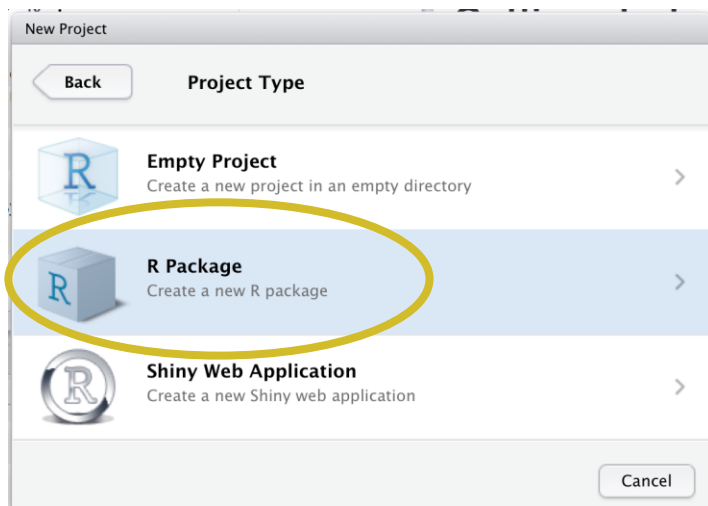 New Project
Back
Project Type
R
Empty Project
Create a new project in an empty directory
R
R Package
Create a new R package
R
Shiny Web Application
Create a new Shiny web application
Cancel